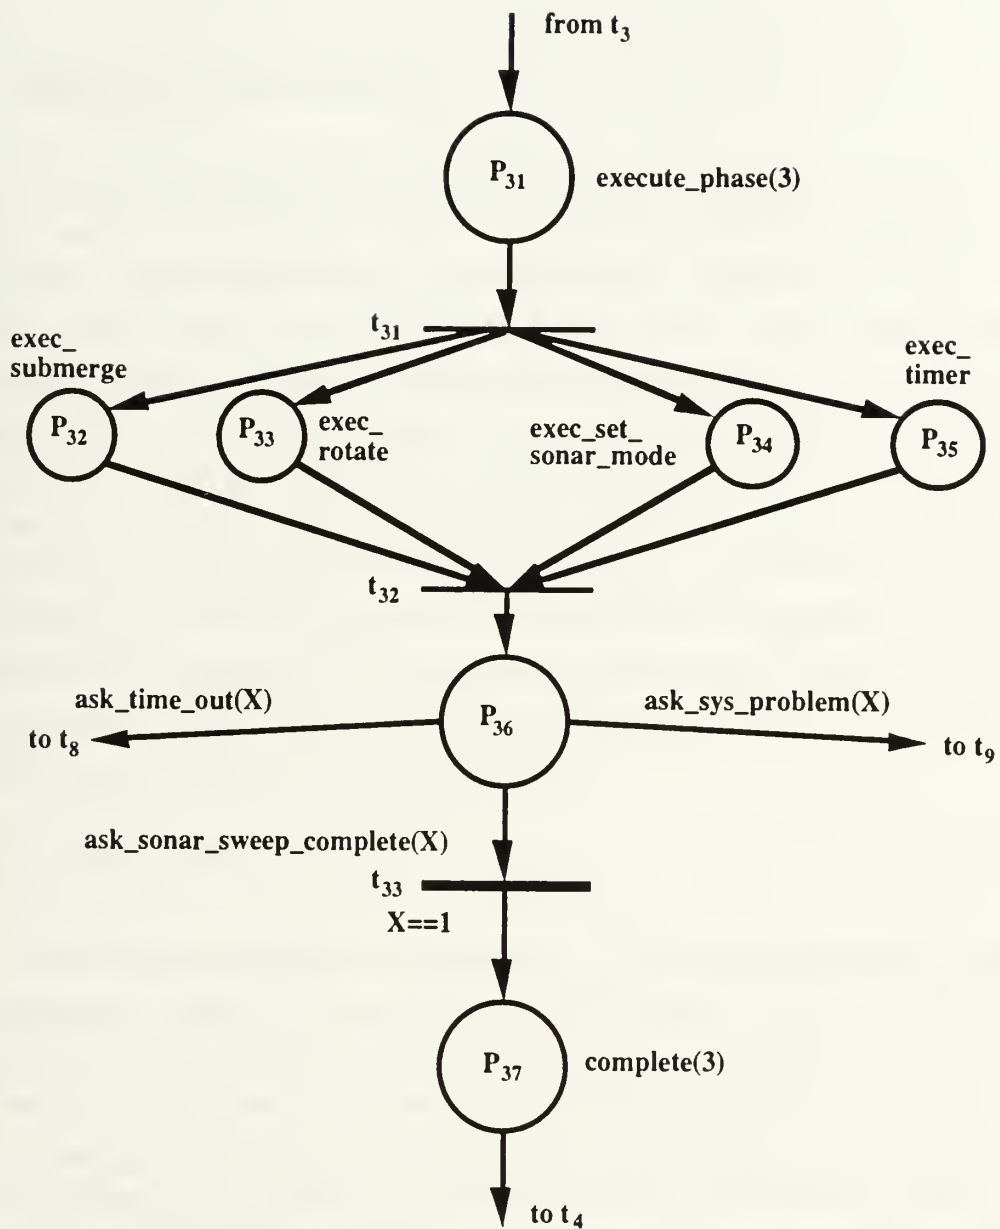 from t3
P31
execute_phase(3)
t31
exec_
submerge
exec_
timer
P32
P33
exec_
rotate
exec_set_
sonar_mode
P34
P35
t32
ask_time_out(X)
ask_sys_problem(X)
P36
to t8
to t9
ask_sonar_sweep_complete(X)
t33
X==1
P37
complete(3)
to t4